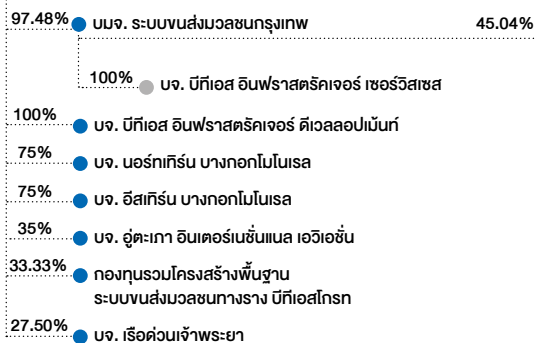 97.48% บมจ. ระบบขนส่งมวลชนกรุงเทพ 45.04%
100% บจ. บีทีเอส อินฟราสตรัคเจอร์ เซอร์วิสเซส
100% บจ. บีทีเอส อินฟราสตรัคเจอร์ ดีเวลลอปเม้นท์
75% บจ. นอร์ทเทิร์น บางกอกโมโนเรล
75% บจ. อีสเทิร์น บางกอกโมโนเรล
35% บจ. อู่ตะเภา อินเตอร์เนชั่นแนล เอวิเอชั่น
33.33% กองทุนรวมโครงสร้างพื้นฐาน
ระบบขนส่งมวลชนทางราง บีทีเอสโกรท
27.50% บจ. เรือด่วนเจ้าพระยา